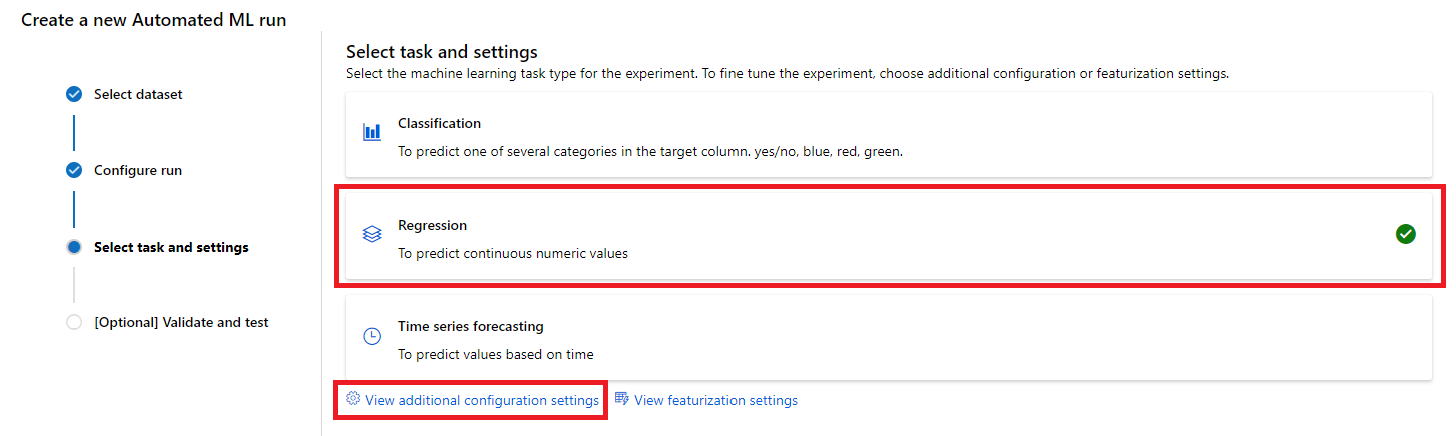 Create a new Automated ML run
Select dataset
Configure run
Select task and settings
[Optional] Validate and test
Select task and settings
Select the machine learning task type for the experiment. To fine tune the experiment, choose additional configuration or featurization settings.
Classification
To predict one of several categories in the target column. yes/no, blue, red, green.
Regression
To predict continuous numeric values
Time series forecasting
To predict values based on time
View additional configuration settings
View featurization settings